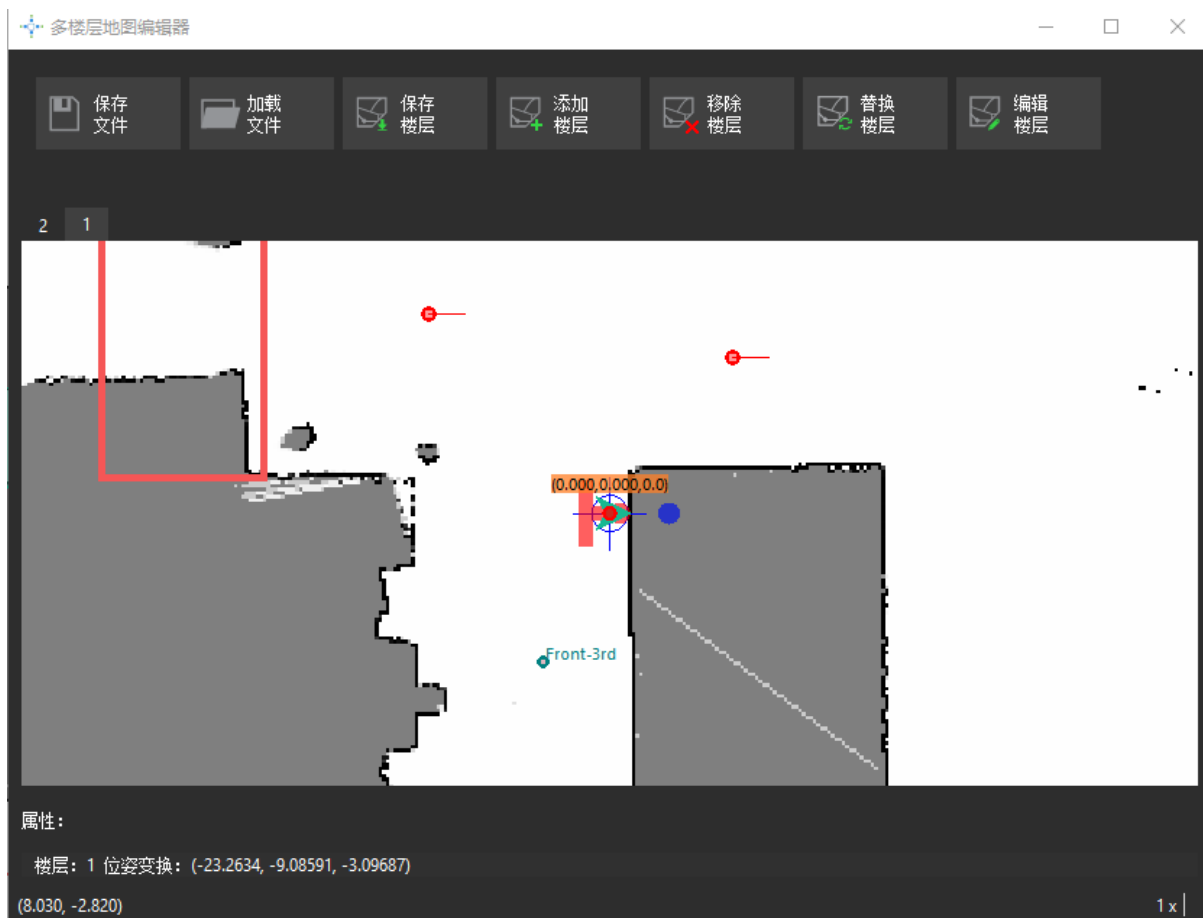 多楼层地图编辑器
保存
文件
加载
文件
保存
楼层
添加
楼层
移除
楼层
替换
楼层
编辑
楼层
2
1
(0.000,0.000,0.0)
Front-3rd
属性：
楼层：1 位姿变换：(-23.2634, -9.08591, -3.09687)
(8.030, -2.820)
1 x